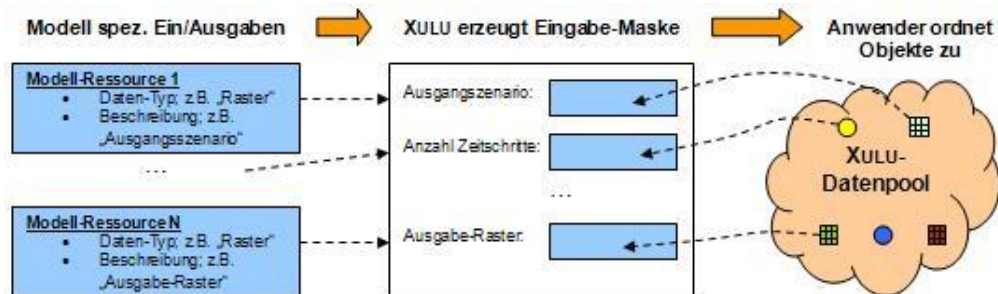 Modell spez. Ein/Ausgaben
XULU erzeugt Eingabe-Maske
Anwender ordnet
Objekte zu
Modell-Ressource 1
• Daten-Typ; z.B. „Raster“
• Beschreibung; z.B.
„Ausgangsszenario“
...
Modell-Ressource N
• Daten-Typ; z.B. „Raster“
• Beschreibung; z.B.
„Ausgabe-Raster“
Ausgangszenario:
Anzahl Zeitschritte:
...
Ausgabe-Raster:
XULU-
Datenpool